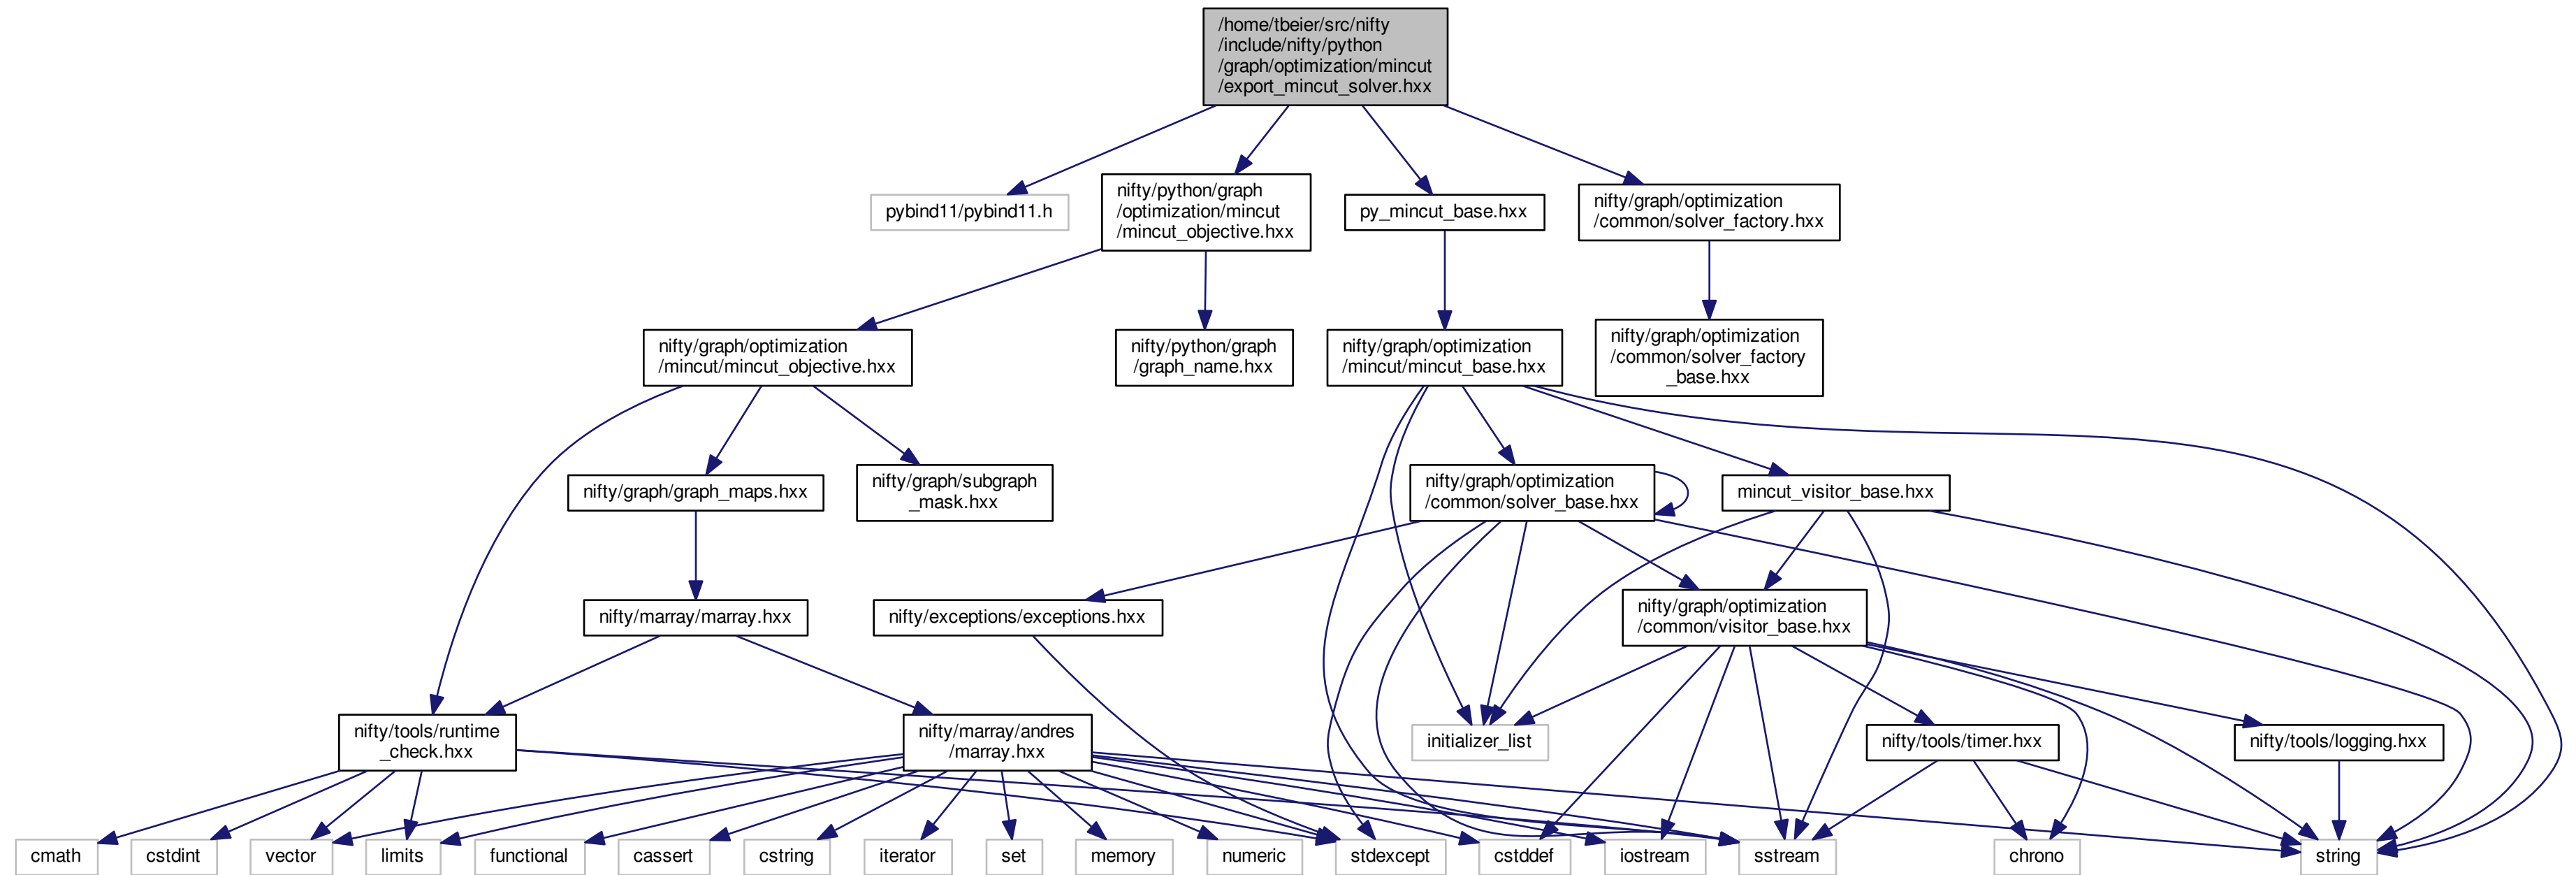 /home/tbeier/src/nifty
/include/nifty/python
/graph/optimization/mincut
/export_mincut_solver.hxx
pybind11/pybind11.h
nifty/python/graph
/optimization/mincut
/mincut_objective.hxx
py_mincut_base.hxx
nifty/graph/optimization
/common/solver_factory.hxx
nifty/graph/optimization
/mincut/mincut_objective.hxx
nifty/python/graph
/graph_name.hxx
nifty/graph/optimization
/mincut/mincut_base.hxx
nifty/graph/optimization
/common/solver_factory
_base.hxx
nifty/graph/graph_maps.hxx
nifty/graph/subgraph
_mask.hxx
nifty/graph/optimization
/common/solver_base.hxx
mincut_visitor_base.hxx
nifty/marray/marray.hxx
nifty/exceptions/exceptions.hxx
nifty/graph/optimization
/common/visitor_base.hxx
nifty/tools/runtime
_check.hxx
nifty/marray/andres
/marray.hxx
initializer_list
nifty/tools/timer.hxx
nifty/tools/logging.hxx
cmath
cstdint
vector
limits
functional
cassert
cstring
iterator
set
memory
numeric
stdexcept
cstddef
iostream
sstream
chrono
string